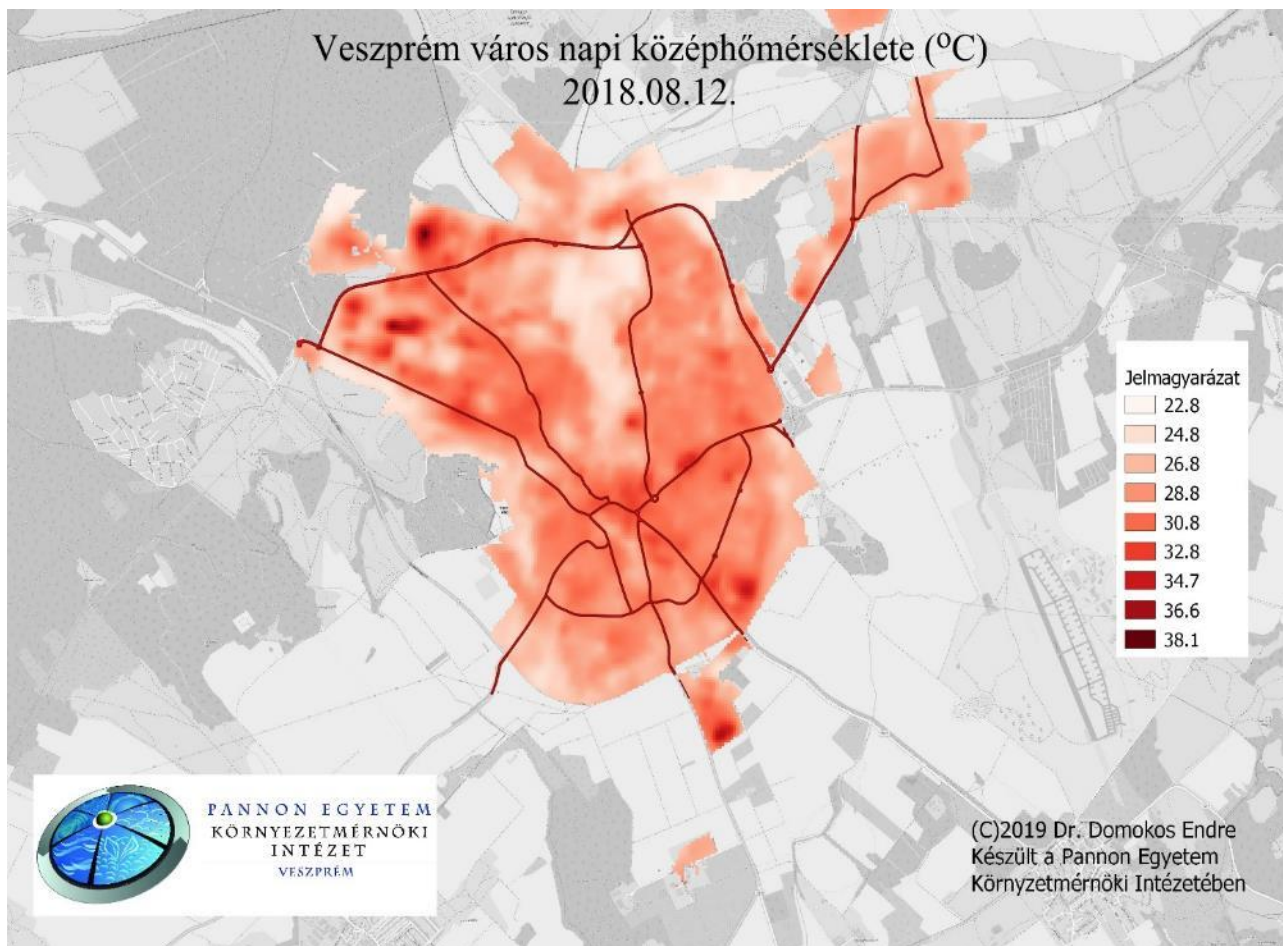 Veszprém város napi középhőmérséklete (°C)
2018.08.12.
Jelmagyarázat
22.8
24.8
26.8
28.8
30.8
32.8
34.7
36.6
38.1
PANNON EGYETEM
KÖRNYEZETMÉRNÖKI
INTÉZET
VESZPRÉM
(C)2019 Dr. Domokos Endre
Készült a Pannon Egyetem
Környzetmérnöki Intézetében